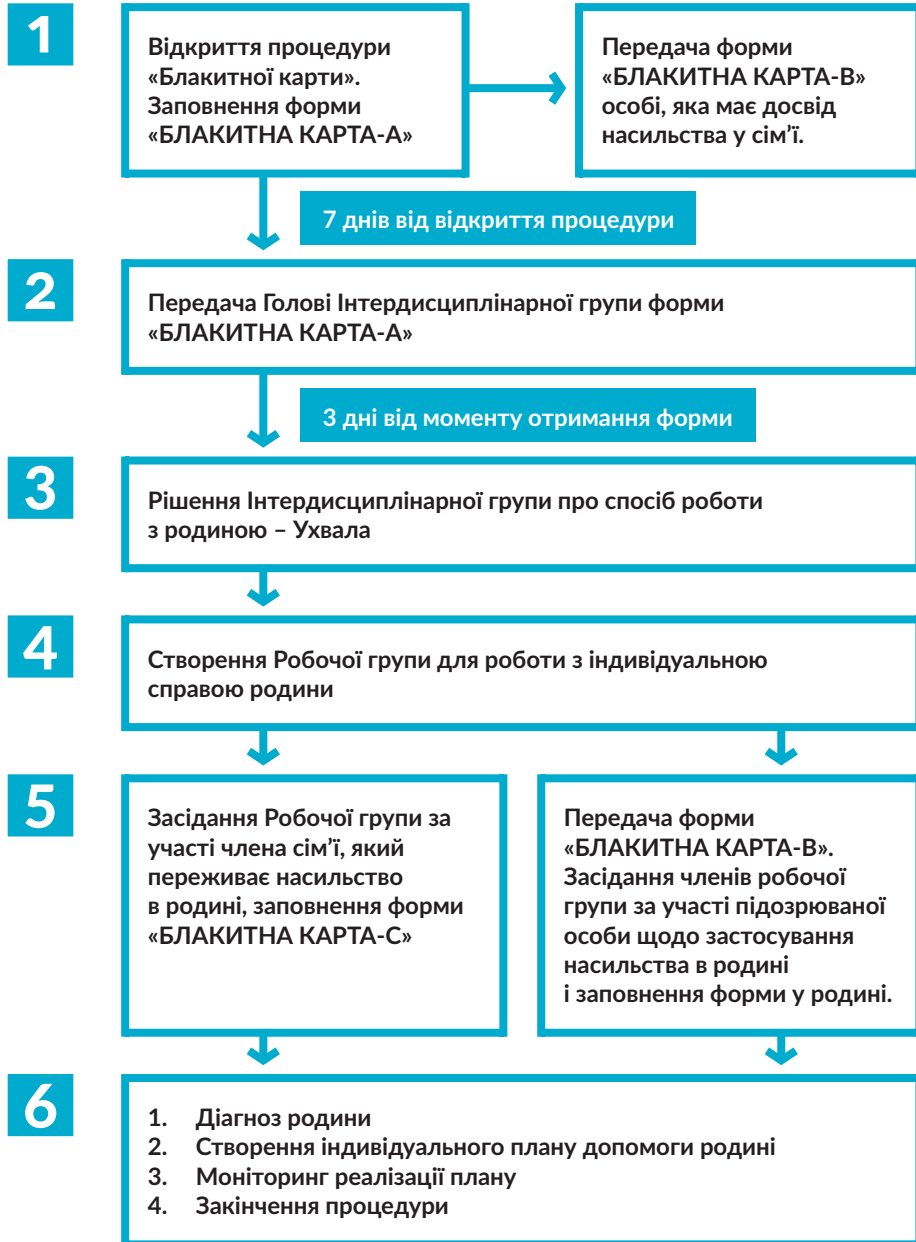 1
Відкриття процедури
«Блакитної карти».
Заповнення форми
«БЛАКИТНА КАРТА-А»
Передача форми
«БЛАКИТНА КАРТА-В»
особі, яка має досвід
насильства у сім’ї.
7 днів від відкриття процедури
2
Передача Голові Інтердисциплінарної групи форми
«БЛАКИТНА КАРТА-А»
3 дні від моменту отримання форми
3
Рішення Інтердисциплінарної групи про спосіб роботи
з родиною – Ухвала
4
Створення Робочої групи для роботи з індивідуальною
справою родини
5
Засідання Робочої групи за
участі члена сім’ї, який
переживає насильство
в родині, заповнення форми
«БЛАКИТНА КАРТА-С»
Передача форми
«БЛАКИТНА КАРТА-В».
Засідання членів робочої
групи за участі підозрюваної
особи щодо застосування
насильства в родині
і заповнення форми у родині.
6
1. Діагноз родини
2. Створення індивідуального плану допомоги родині
3. Моніторинг реалізації плану
4. Закінчення процедури